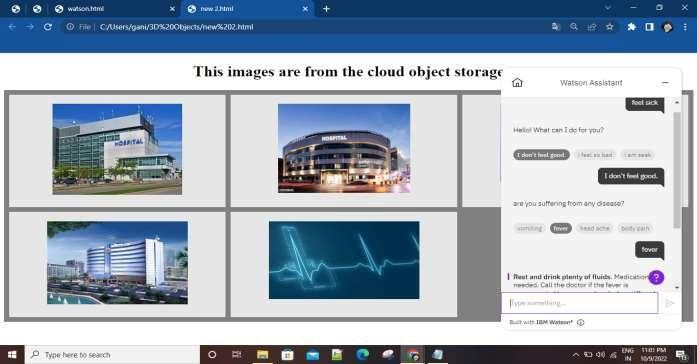 watson.html
new 2.html
File
C:/Users/gani/3D%20Objects/new%202.html
This images are from the cloud object storage
HOSPITAL
HOSPITAL
Watson Assistant
feel sick
Hello! What can I do for you?
I don't feel good.
i feel so bad
i am seak
I don't feel good.
are you suffering from any disease?
vomiting
fever
head ache
body pain
fever
Rest and drink plenty of fluids. Medication
needed. Call the doctor if the fever is
Type something...
Built with IBM Watson®
Type here to search
ENG
IN
11:01 PM
10/9/2022